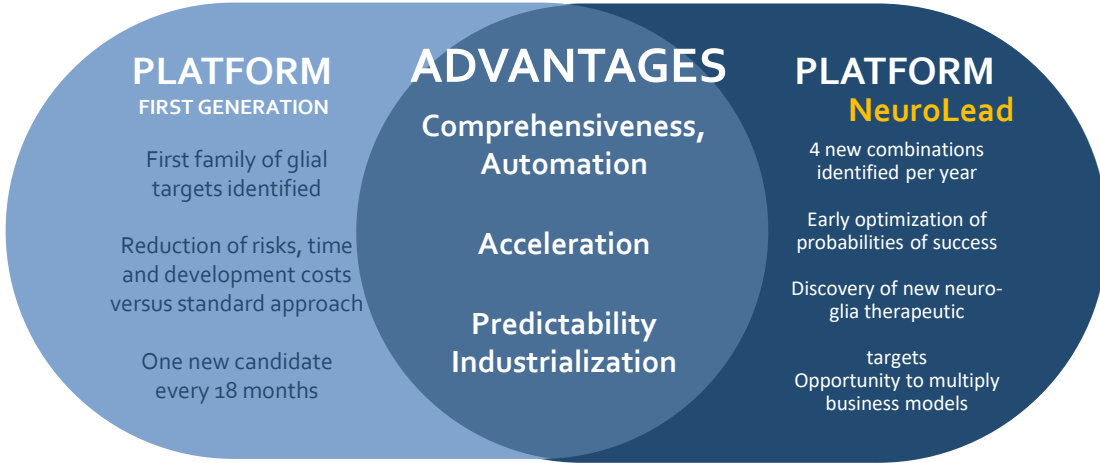 PLATFORM
FIRST GENERATION
First family of glial
targets identified
Reduction of risks, time
and development costs
versus standard approach
One new candidate
every 18 months
ADVANTAGES
Comprehensiveness,
Automation
Acceleration
Predictability
Industrialization
PLATFORM
NeuroLead
4 new combinations
identified per year
Early optimization of
probabilities of success
Discovery of new neuro-
glia therapeutic
targets
Opportunity to multiply
business models